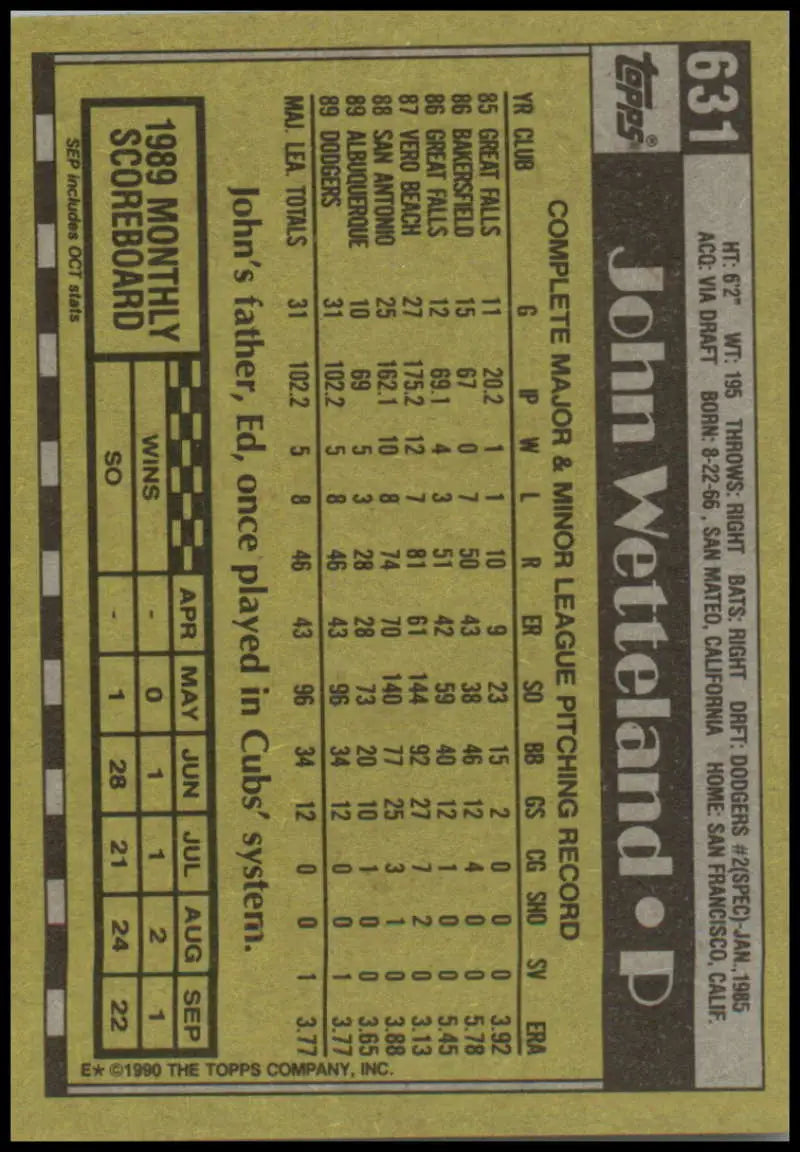 631
HT: 6'2" WT: 195 THROWS: RIGHT BATS: RIGHT DRFT: DODGERS #2(SPEC)-JAN.,1985
ACQ: VIA DRAFT BORN: 8-22-66 , SAN MATEO, CALIFORNIA HOME: SAN FRANCISCO, CALIF.
TOPPS®
John Wetteland • P
COMPLETE MAJOR & MINOR LEAGUE PITCHING RECORD
YR CLUB G IP W L R ER SO BB GS CG SHO SV ERA
85 GREAT FALLS 11 20.2 1 1 10 9 23 15 2 0 0 0 3.92
86 BAKERSFIELD 15 67 0 7 50 43 38 46 12 4 0 0 5.78
86 GREAT FALLS 12 69.1 4 3 51 42 59 40 12 1 0 0 5.45
87 VERO BEACH 27 175.2 12 7 81 61 144 92 27 7 2 0 3.13
88 SAN ANTONIO 25 162.1 10 8 74 70 140 77 25 3 1 0 3.88
89 ALBUQUERQUE 10 69 5 3 28 28 73 20 10 1 0 0 3.65
89 DODGERS 31 102.2 5 8 46 43 96 34 12 0 0 1 3.77
MAJ. LEA. TOTALS 31 102.2 5 8 46 43 96 34 12 0 0 1 3.77
John's father, Ed, once played in Cubs' system.
1989 MONTHLY
SCOREBOARD
APR MAY JUN JUL AUG SEP
WINS - 0 1 1 2 1
SO - 1 28 21 24 22
SEP includes OCT stats
E* ©1990 THE TOPPS COMPANY, INC.